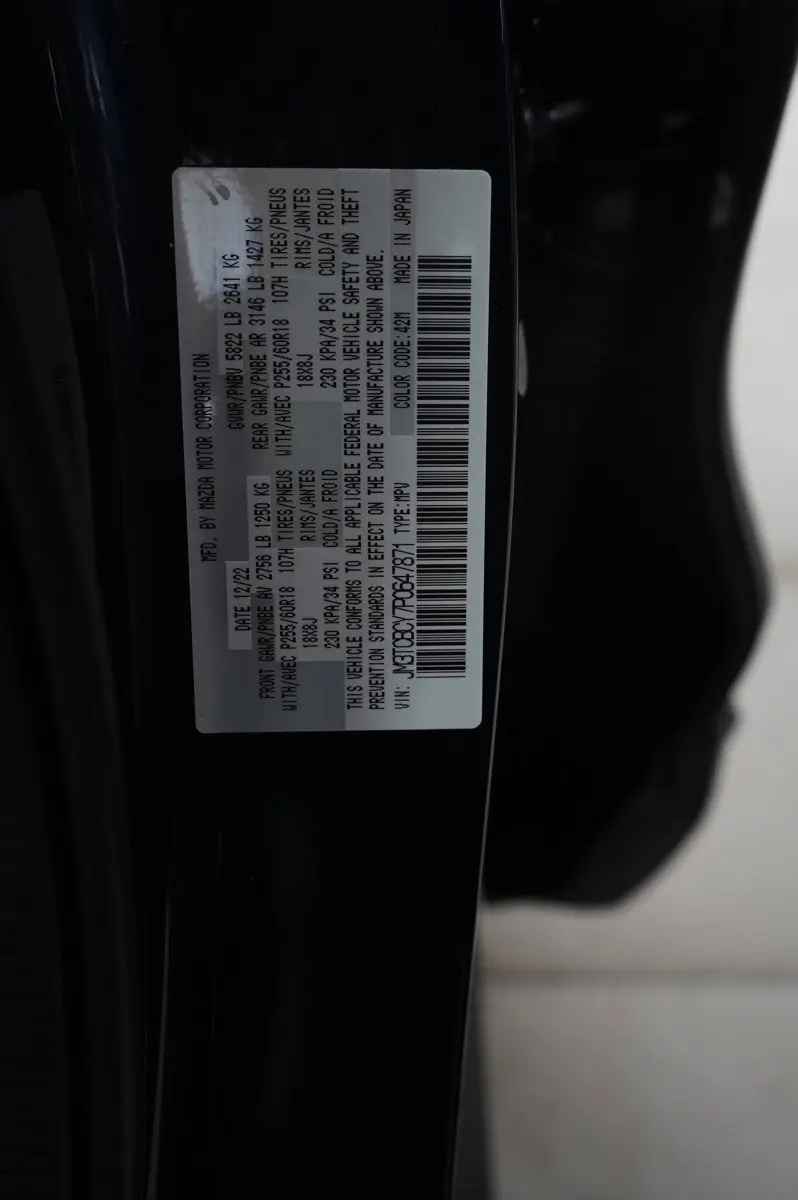 MFD. BY MAZDA MOTOR CORPORATION
DATE 12/22 GVWR/PNBV 5822 LB 2641 KG
FRONT GAWR/PNBE AV 2756 LB 1250 KG REAR GAWR/PNBE AR 3146 LB 1427 KG
WITH/AVEC P255/60R18 107H TIRES/PNEUS WITH/AVEC P255/60R18 107H TIRES/PNEUS
18X8J RIMS/JANTES 18X8J RIMS/JANTES
230 KPA/34 PSI COLD/A FROID 230 KPA/34 PSI COLD/A FROID
THIS VEHICLE CONFORMS TO ALL APPLICABLE FEDERAL MOTOR VEHICLE SAFETY AND THEFT
PREVENTION STANDARDS IN EFFECT ON THE DATE OF MANUFACTURE SHOWN ABOVE.
VIN: JM3TCBCY7P0647871 TYPE:MPV COLOR CODE:42M MADE IN JAPAN